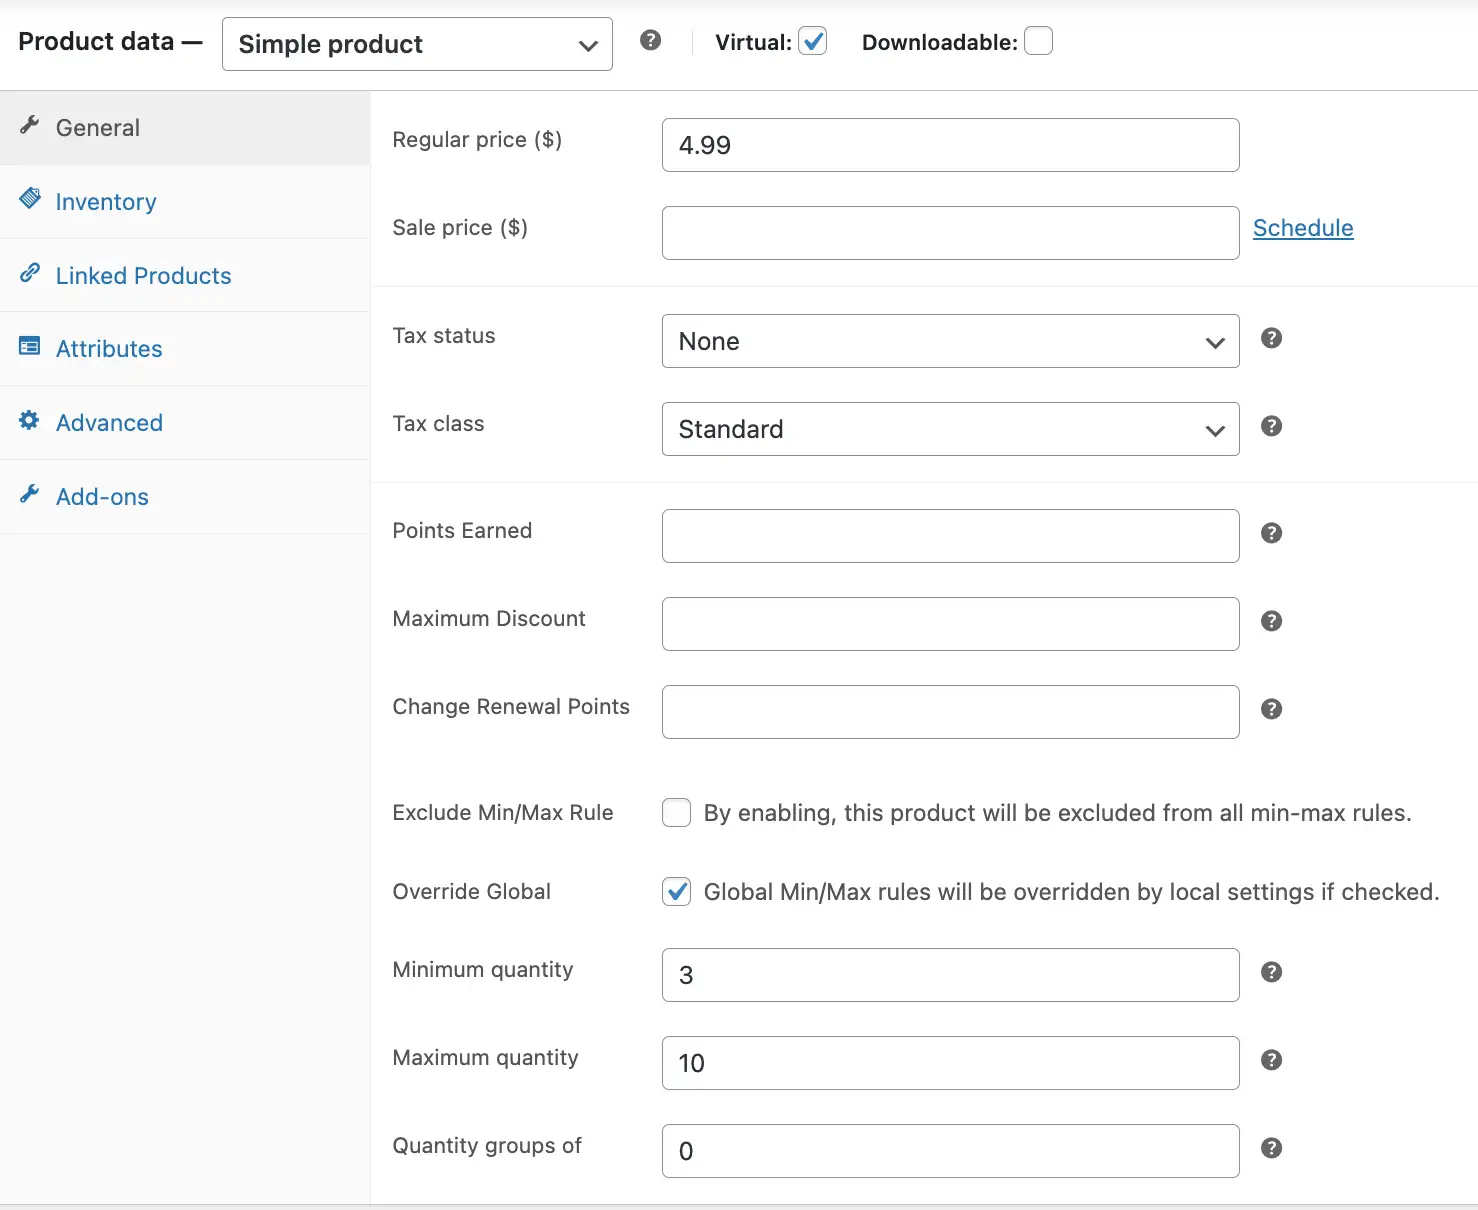 Product data — Simple product ? Virtual: Downloadable:
General
Inventory
Linked Products
Attributes
Advanced
Add-ons
Regular price ($) 4.99
Sale price ($) Schedule
Tax status None ?
Tax class Standard ?
Points Earned ?
Maximum Discount ?
Change Renewal Points ?
Exclude Min/Max Rule By enabling, this product will be excluded from all min-max rules.
Override Global Global Min/Max rules will be overridden by local settings if checked.
Minimum quantity 3 ?
Maximum quantity 10 ?
Quantity groups of 0 ?